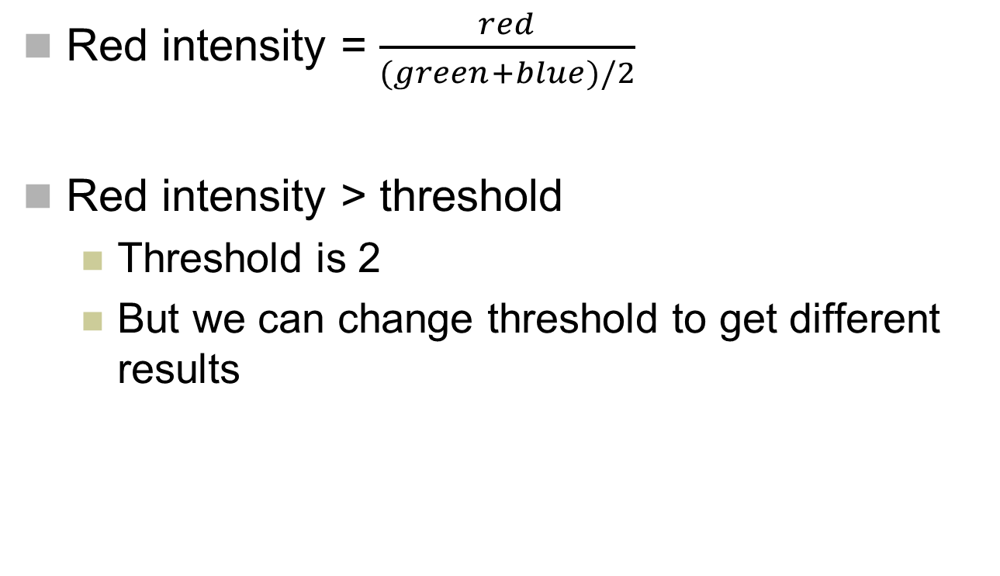 Red intensity = red / (green+blue)/2
Red intensity > threshold
Threshold is 2
But we can change threshold to get different
results